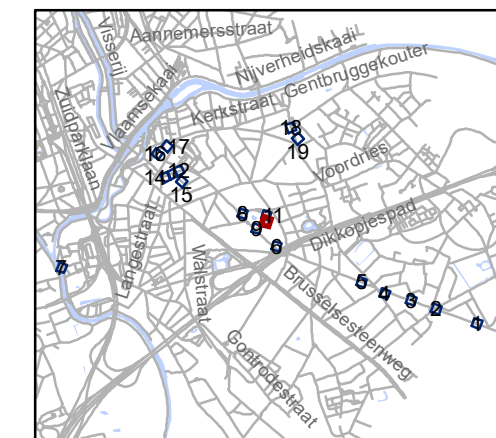 Visserij
Aannemersstraat
Nijverheidskaai
Gentbruggekouter
Vlaamsekaai
Zuidparklaan
Kerkstraat
18
19
17
16
Voordries
12
14
15
8
11
9
6
Dikkopjespad
Langestraat
Walstraat
7
Brusselsesteenweg
5
4
3
2
1
Gontrodestraat